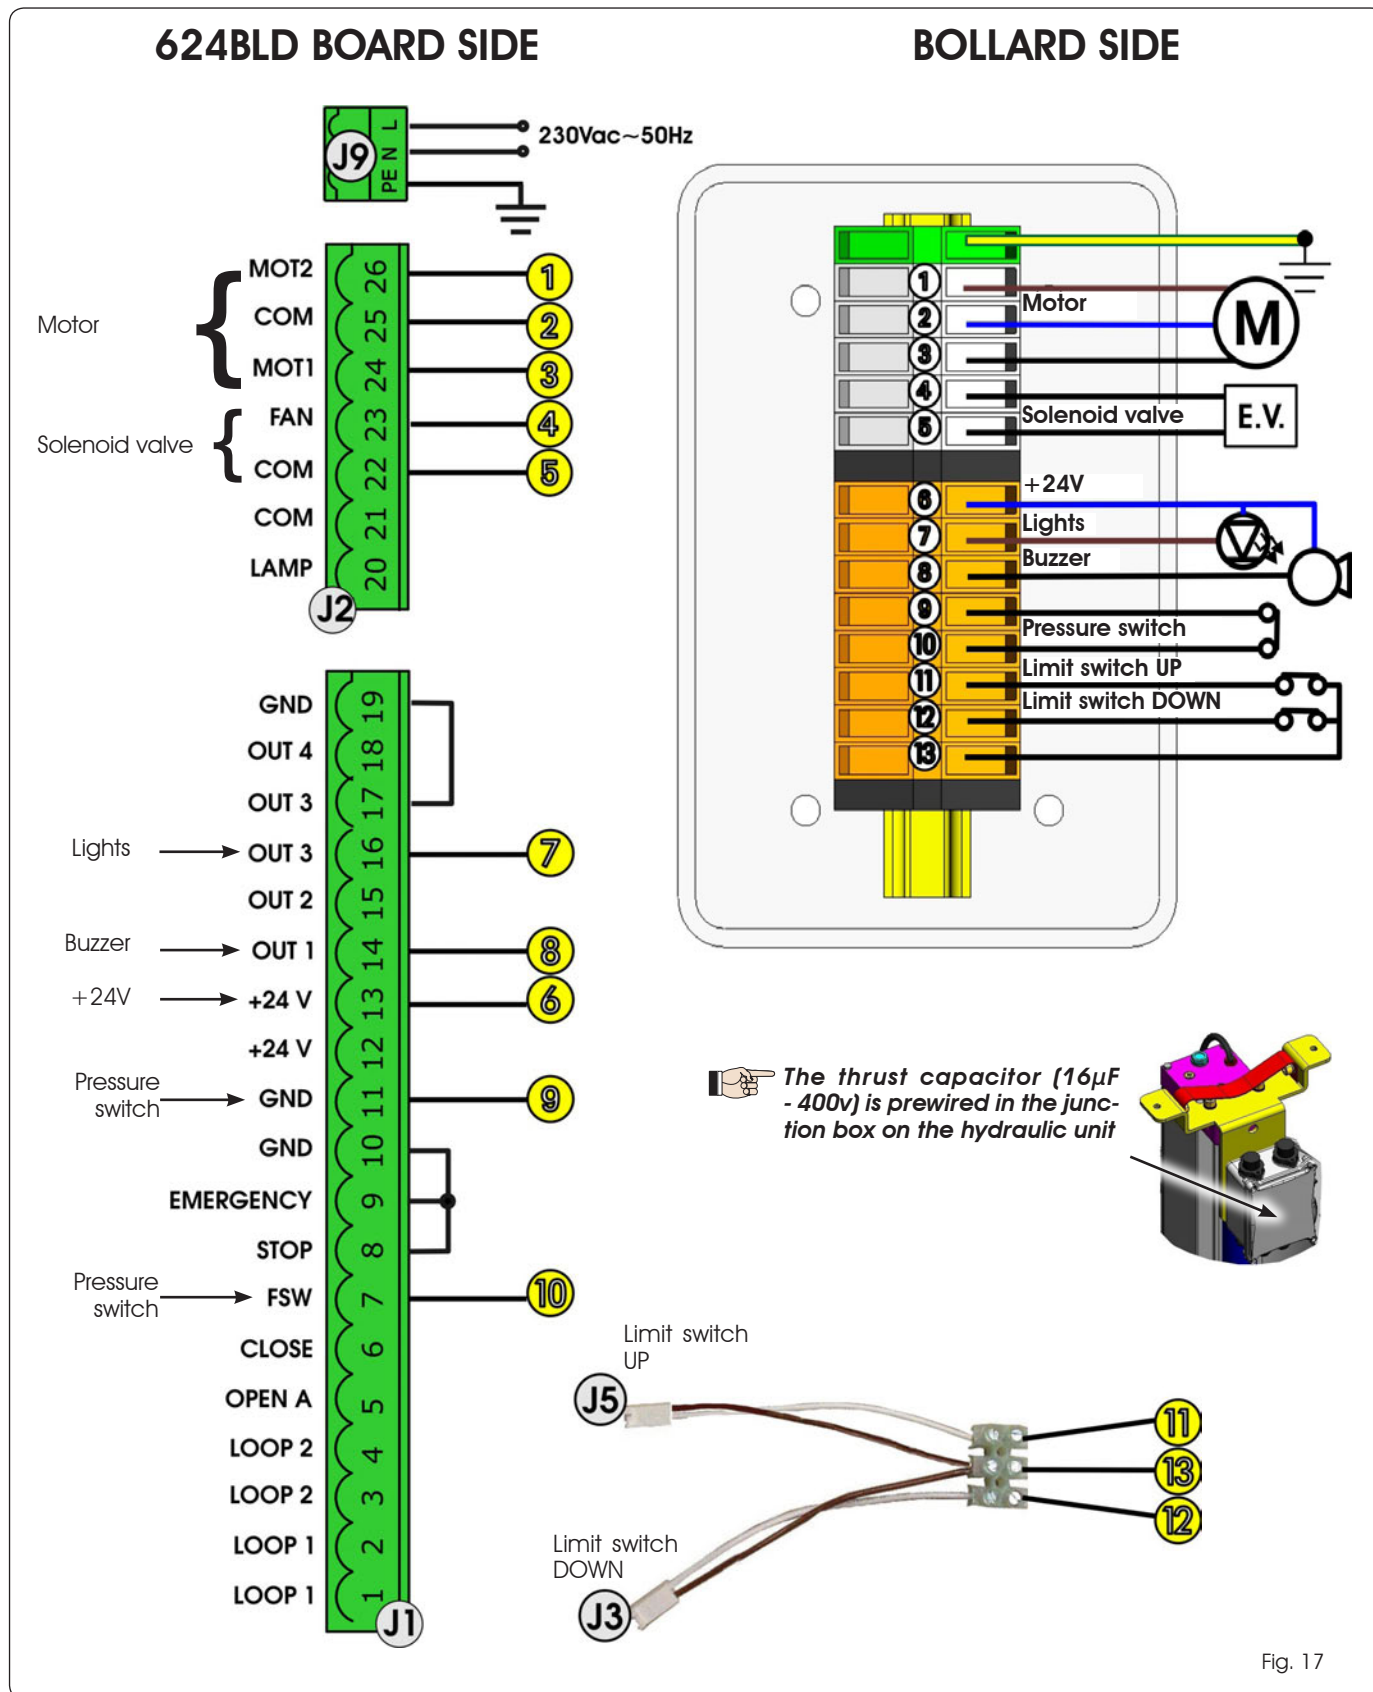 624BLD BOARD SIDE
BOLLARD SIDE
J9
L
N
PE
230Vac~50Hz
Motor
MOT2 26 1
COM 25 2
MOT1 24 3
Solenoid valve
FAN 23 4
COM 22 5
COM 21
LAMP 20
J2
1
2
3
4
5
6
7
8
9
10
11
12
13
Motor
M
Solenoid valve
E.V.
+24V
Lights
Buzzer
Pressure switch
Limit switch UP
Limit switch DOWN
GND 19
OUT 4 18
OUT 3 17
Lights OUT 3 16 7
OUT 2 15
Buzzer OUT 1 14 8
+24V +24 V 13 6
+24 V 12
Pressure
switch GND 11 9
GND 10
EMERGENCY 9
STOP 8
Pressure
switch FSW 7 10
CLOSE 6
OPEN A 5
LOOP 2 4
LOOP 2 3
LOOP 1 2
LOOP 1 1
J1
The thrust capacitor (16µF
- 400v) is prewired in the junc-
tion box on the hydraulic unit
Limit switch
UP
J5
11
13
12
Limit switch
DOWN
J3
Fig. 17